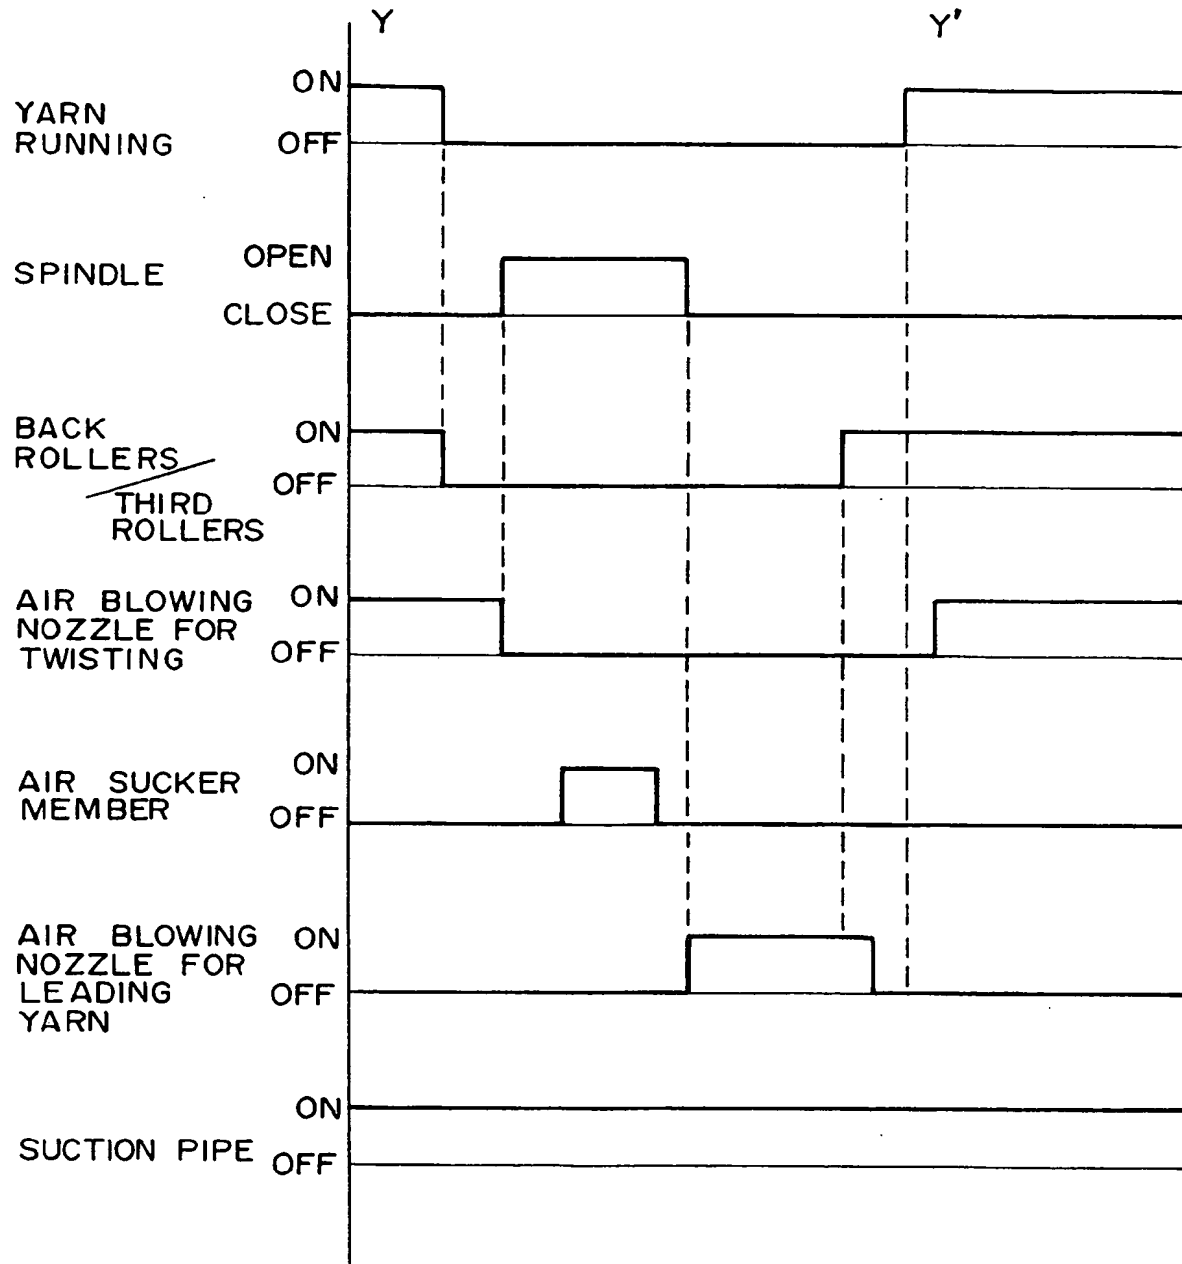 Y Y'
ON
YARN
RUNNING
OFF
OPEN
SPINDLE
CLOSE
BACK
ROLLERS
ON
OFF
THIRD
ROLLERS
AIR BLOWING
NOZZLE FOR
TWISTING
ON
OFF
AIR SUCKER
MEMBER
ON
OFF
AIR BLOWING
NOZZLE FOR
LEADING
YARN
ON
OFF
ON
SUCTION PIPE
OFF